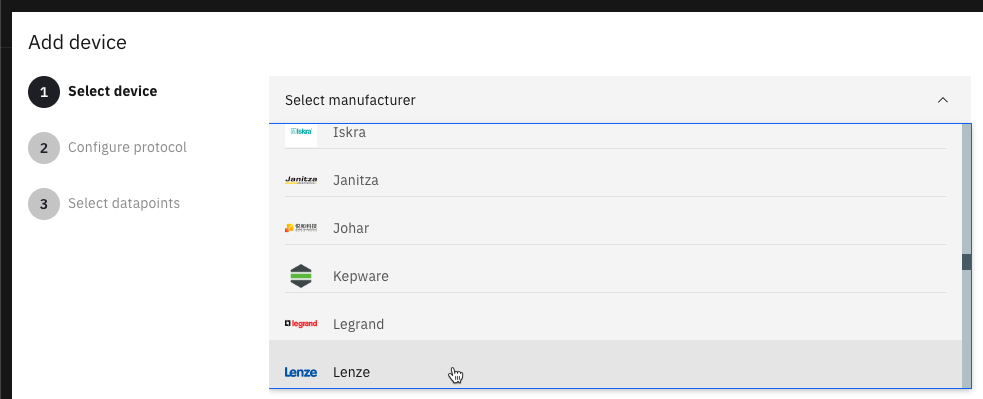 Add device
1 Select device
Select manufacturer
Iskra Iskra
2 Configure protocol
Janitza Janitza
3 Select datapoints
Johar
Kepware
legrand Legrand
Lenze Lenze